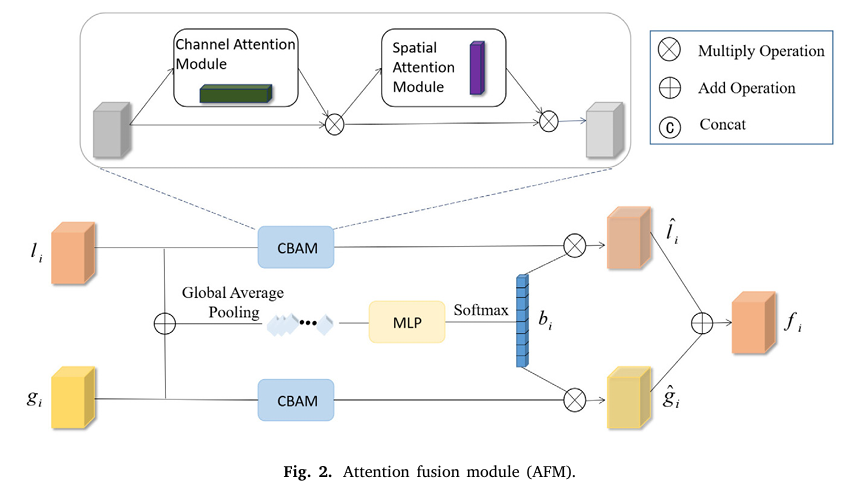 Channel Attention
Module
Spatial
Attention
Module
Multiply Operation
Add Operation
C Concat
l_i
CBAM
l̂_i
Global Average
Pooling
MLP
Softmax
b_i
f_i
g_i
CBAM
ĝ_i
Fig. 2. Attention fusion module (AFM).